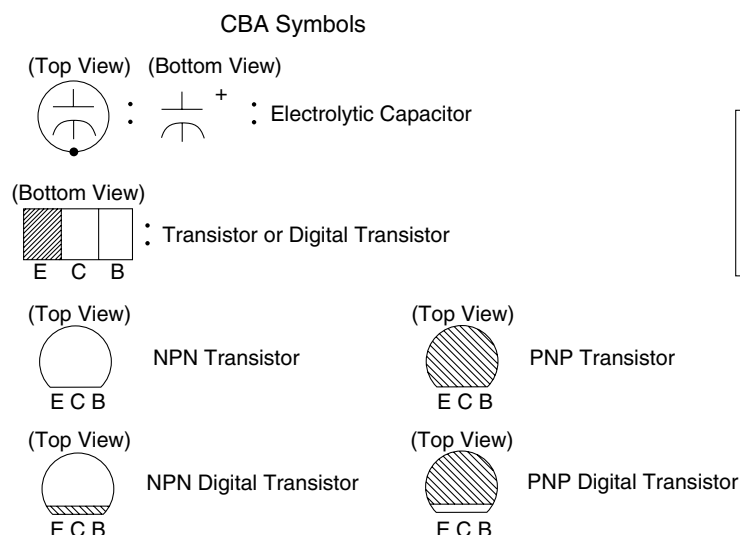 CBA Symbols
(Top View) (Bottom View)
+
: : Electrolytic Capacitor
(Bottom View)
: Transistor or Digital Transistor
E C B
(Top View) (Top View)
NPN Transistor PNP Transistor
E C B E C B
(Top View) (Top View)
NPN Digital Transistor PNP Digital Transistor
E C B E C B